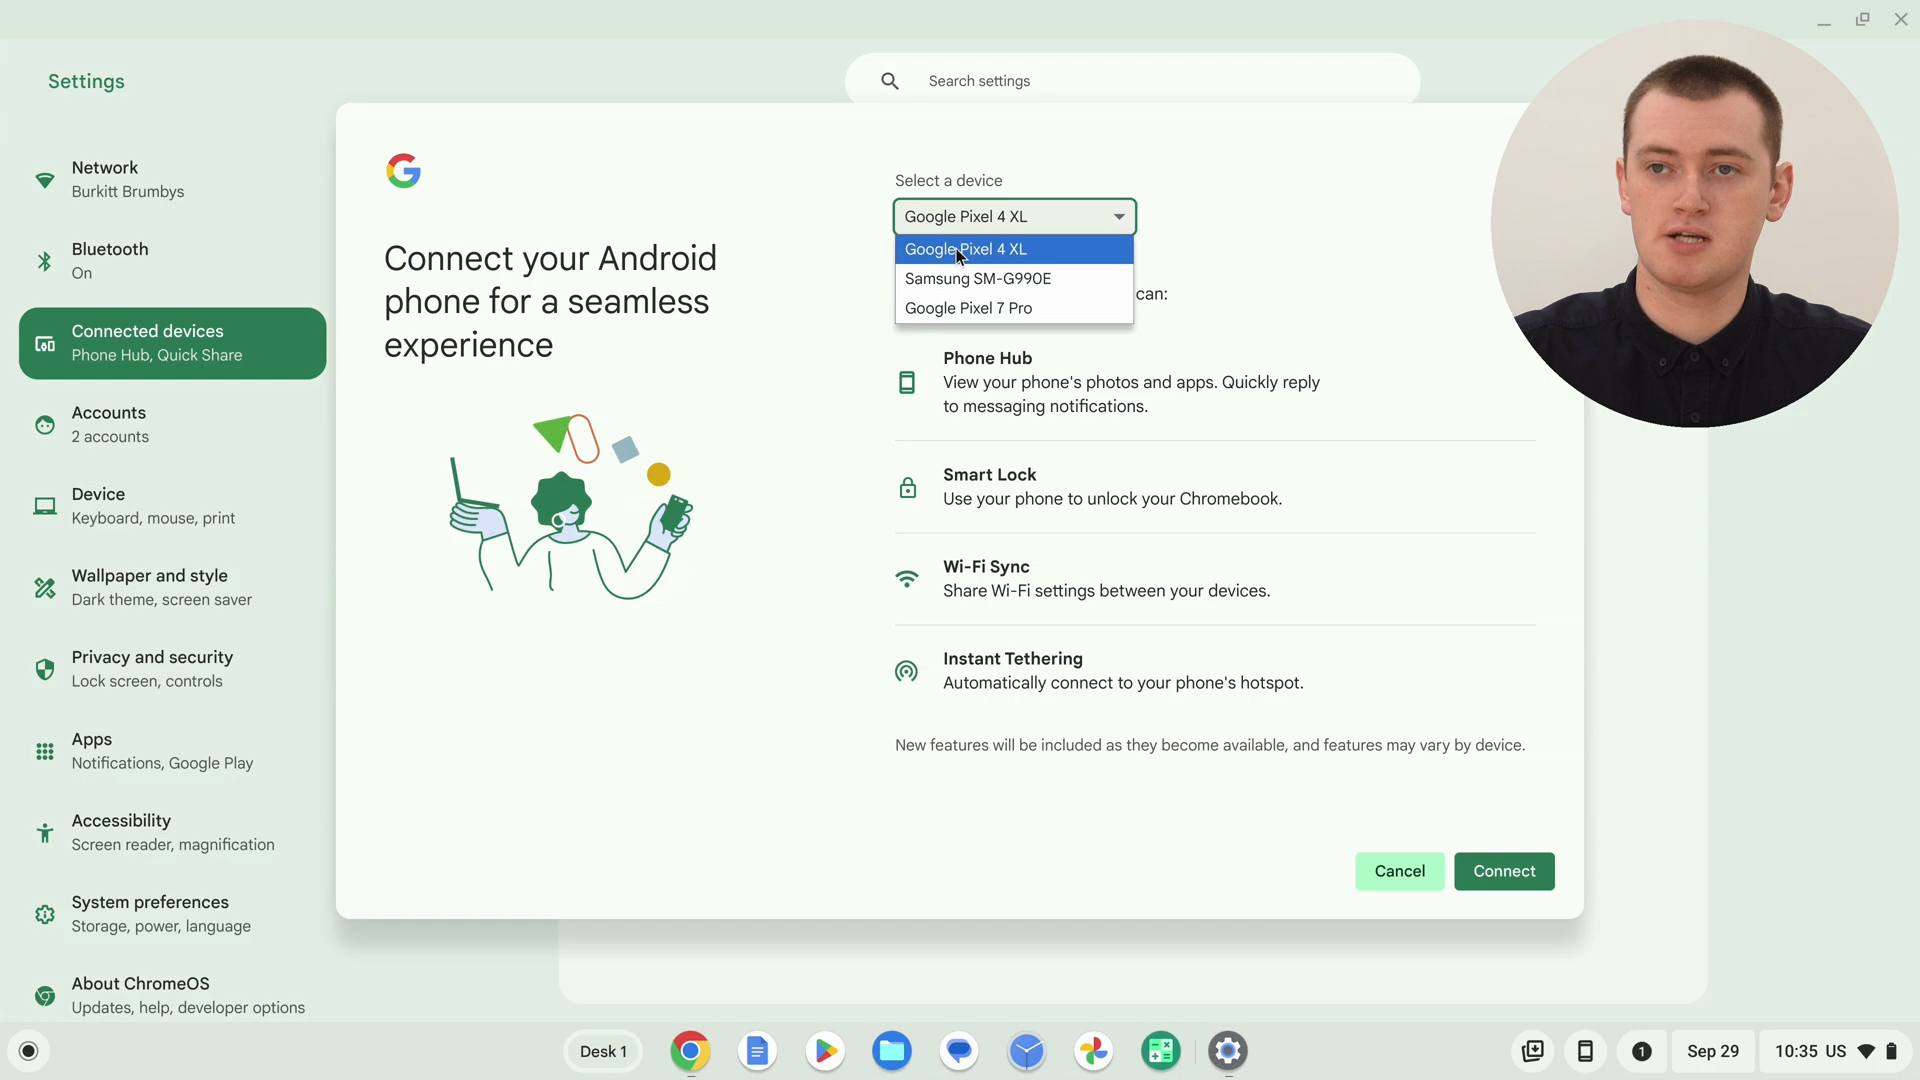 Settings
Search settings
Network
Burkitt Brumbys
Bluetooth
On
Connected devices
Phone Hub, Quick Share
Accounts
2 accounts
Device
Keyboard, mouse, print
Wallpaper and style
Dark theme, screen saver
Privacy and security
Lock screen, controls
Apps
Notifications, Google Play
Accessibility
Screen reader, magnification
System preferences
Storage, power, language
About ChromeOS
Updates, help, developer options
Connect your Android
phone for a seamless
experience
Select a device
Google Pixel 4 XL
Google Pixel 4 XL
Samsung SM-G990E
Google Pixel 7 Pro
can:
Phone Hub
View your phone's photos and apps. Quickly reply
to messaging notifications.
Smart Lock
Use your phone to unlock your Chromebook.
Wi-Fi Sync
Share Wi-Fi settings between your devices.
Instant Tethering
Automatically connect to your phone's hotspot.
New features will be included as they become available, and features may vary by device.
Cancel
Connect
Desk 1
1
Sep 29
10:35 US